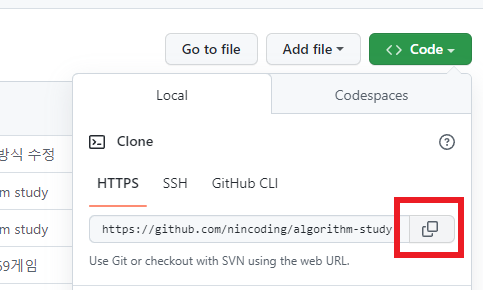 Go to file Add file Code
Local Codespaces
방식 수정
Clone
m study
HTTPS SSH GitHub CLI
m study
https://github.com/nincoding/algorithm-study
59게임
Use Git or checkout with SVN using the web URL.